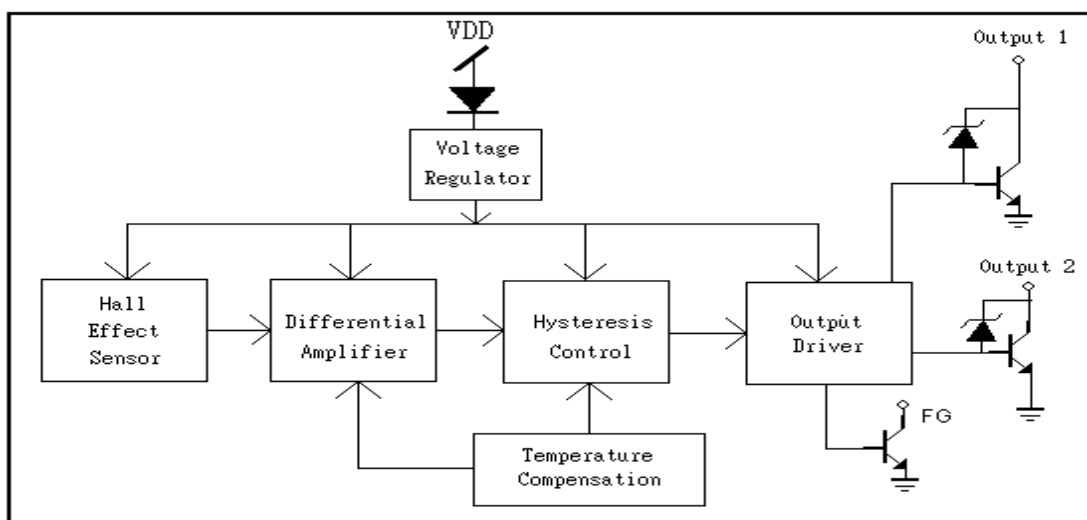 VDD
Output 1
Voltage
Regulator
Output 2
Hall
Effect
Sensor
Differential
Amplifier
Hysteresis
Control
Output
Driver
FG
Temperature
Compensation